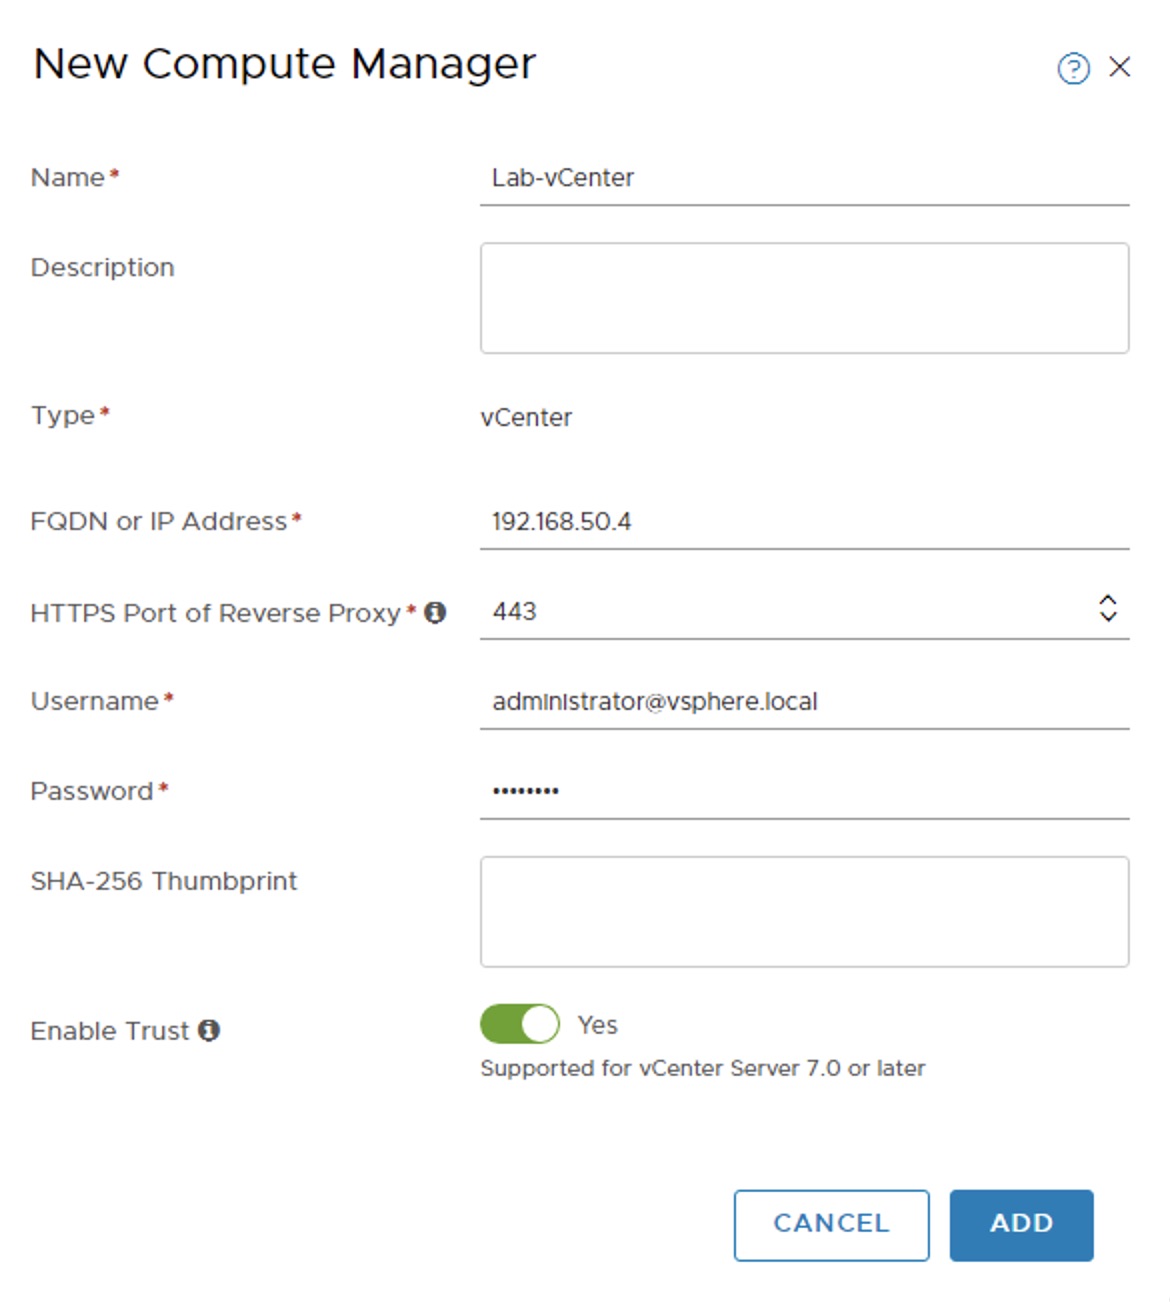 New Compute Manager
Name* Lab-vCenter
Description
Type* vCenter
FQDN or IP Address* 192.168.50.4
HTTPS Port of Reverse Proxy* 443
Username* administrator@vsphere.local
Password* ••••••••
SHA-256 Thumbprint
Enable Trust Yes
Supported for vCenter Server 7.0 or later
CANCEL ADD